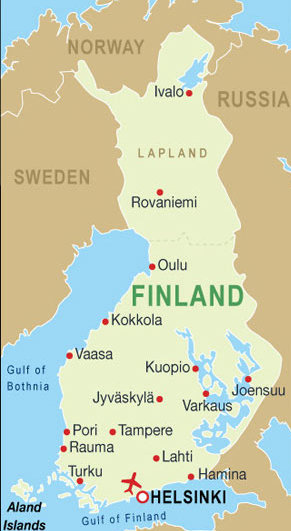 NORWAY
Ivalo
RUSSIA
LAPLAND
SWEDEN
Rovaniemi
Oulu
FINLAND
Kokkola
Vaasa
Gulf of
Bothnia
Kuopio
Joensuu
Jyväskylä
Varkaus
Pori
Tampere
Rauma
Lahti
Turku
Hamina
HELSINKI
Aland
Islands
Gulf of Finland